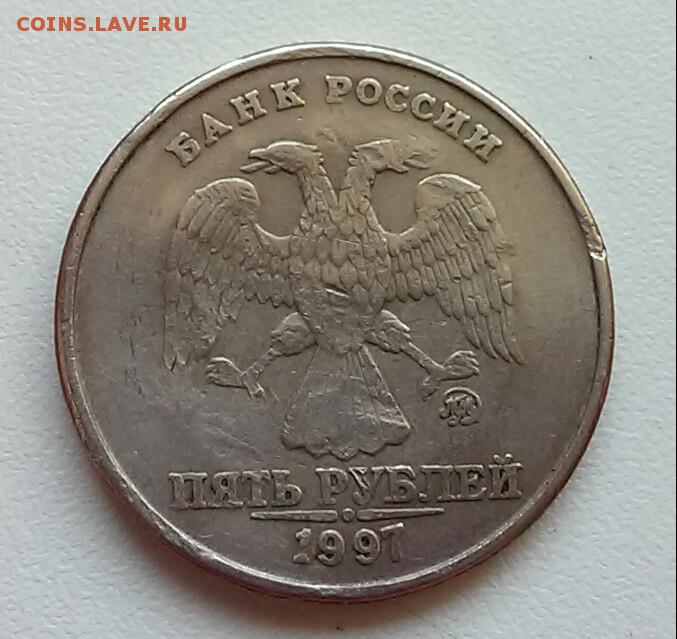 COINS.LAVE.RU
БАНК РОССИИ
ММД
ПЯТЬ РУБЛЕЙ
1997